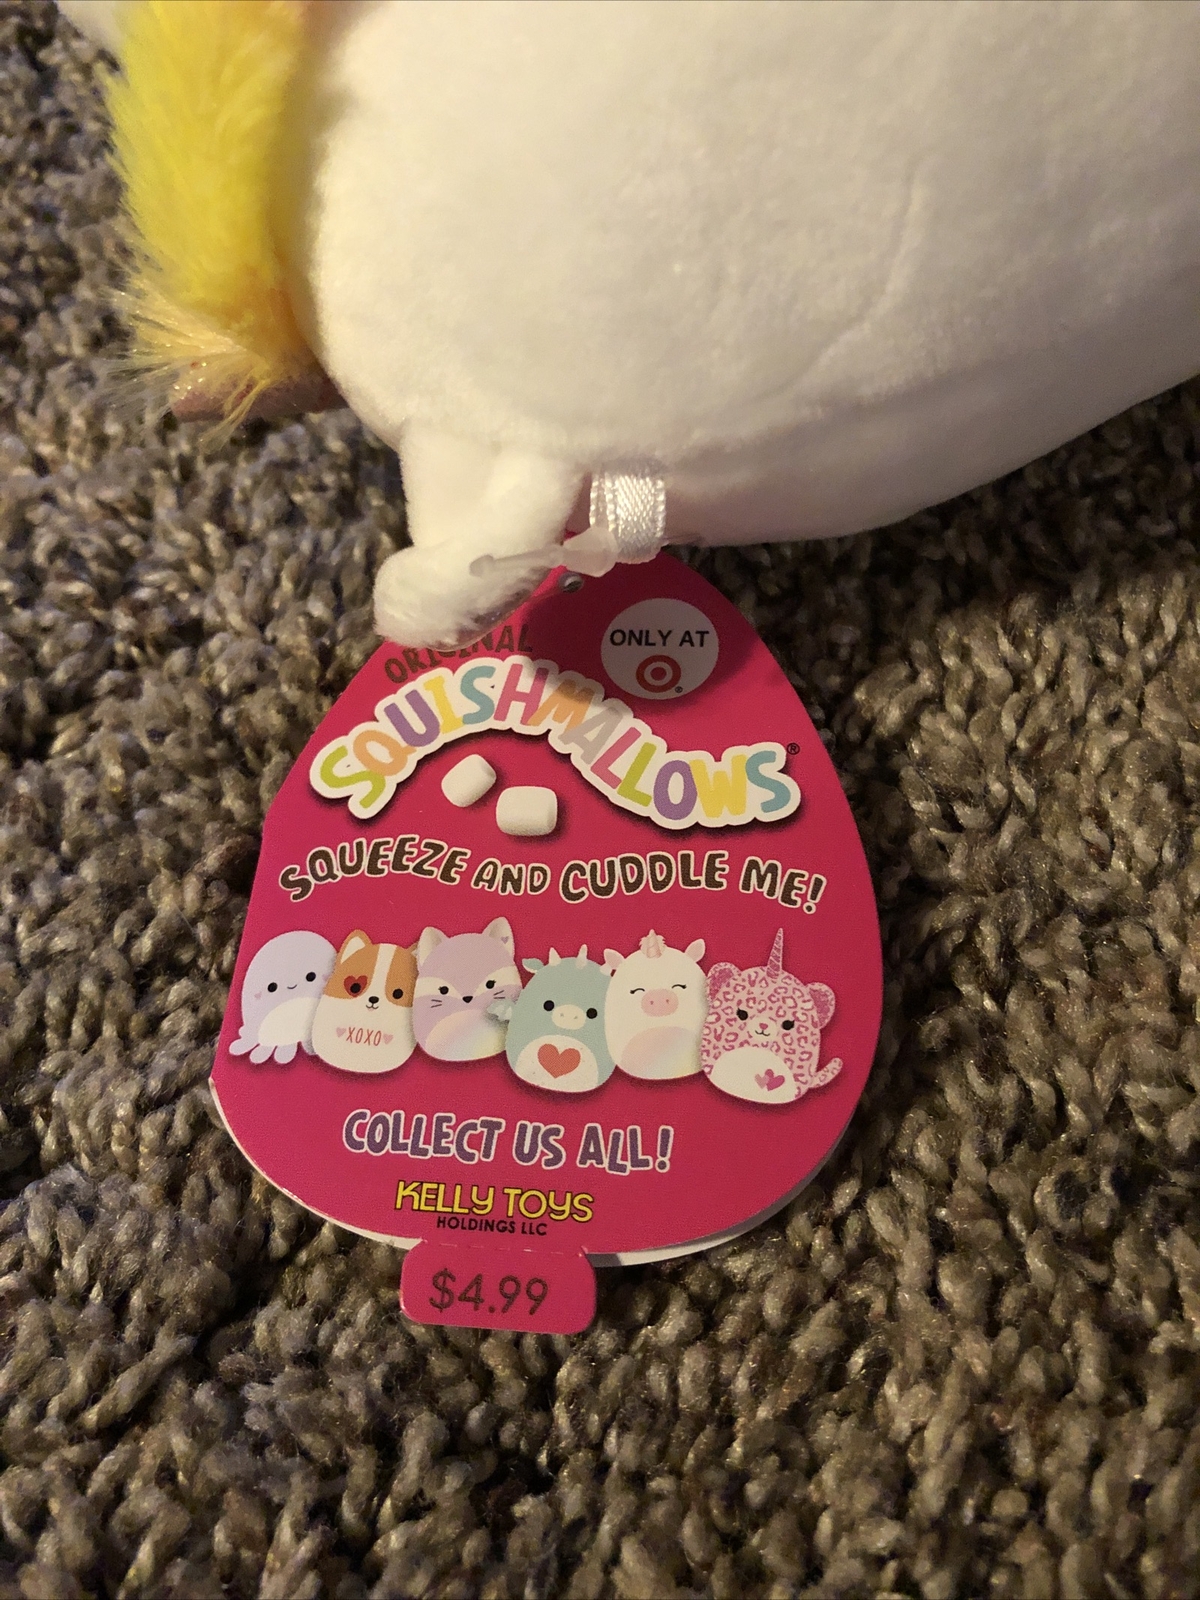 ORIGINAL
ONLY AT
SQUISHMALLOWS®
SQUEEZE AND CUDDLE ME!
XOXO
COLLECT US ALL!
KELLY TOYS
HOLDINGS LLC
$4.99